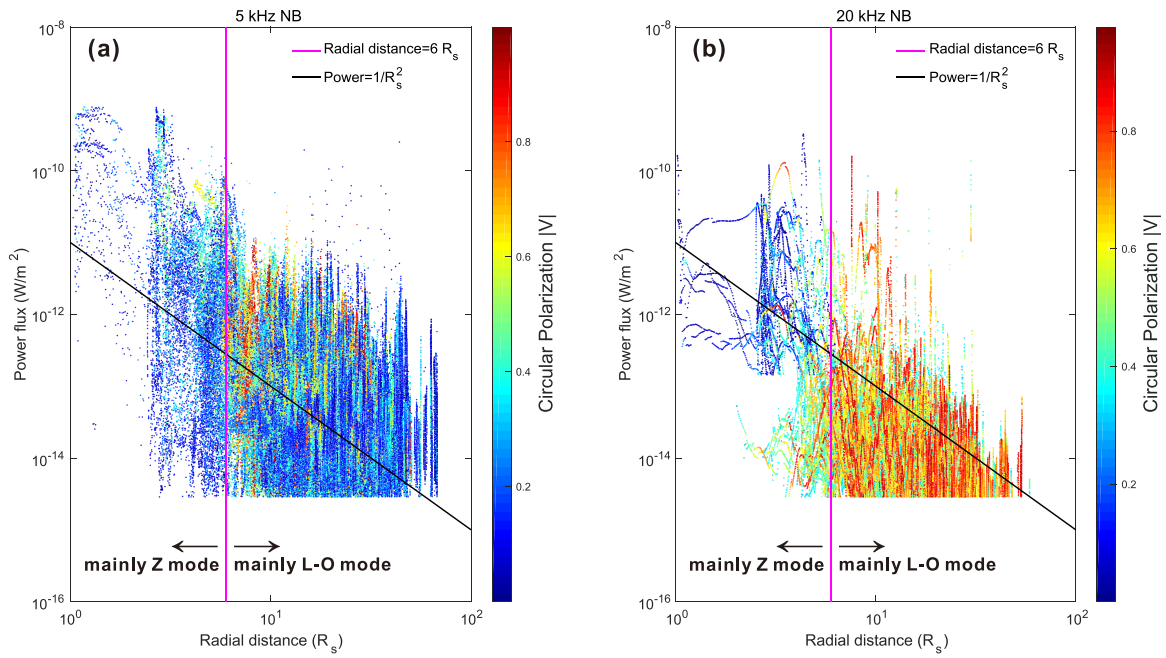 5 kHz NB
(a)
Radial distance=6 R_s
Power=1/R_s^2
10^-8
10^-10
10^-12
10^-14
10^-16
Power flux (W/m^2)
mainly Z mode
mainly L-O mode
10^0
10^1
10^2
Radial distance (R_s)
0.8
0.6
0.4
0.2
Circular Polarization |V|
20 kHz NB
(b)
Radial distance=6 R_s
Power=1/R_s^2
10^-8
10^-10
10^-12
10^-14
10^-16
Power flux (W/m^2)
mainly Z mode
mainly L-O mode
10^0
10^1
10^2
Radial distance (R_s)
0.8
0.6
0.4
0.2
Circular Polarization |V|